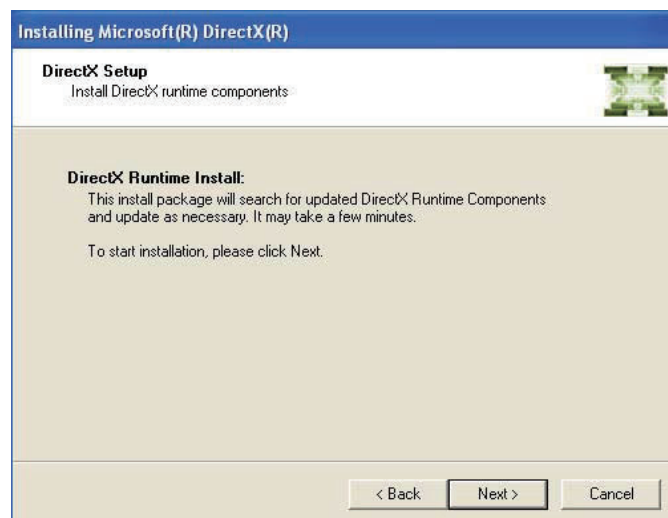 Installing Microsoft(R) DirectX(R)
DirectX Setup
Install DirectX runtime components
DirectX Runtime Install:
This install package will search for updated DirectX Runtime Components
and update as necessary. It may take a few minutes.
To start installation, please click Next.
< Back
Next >
Cancel